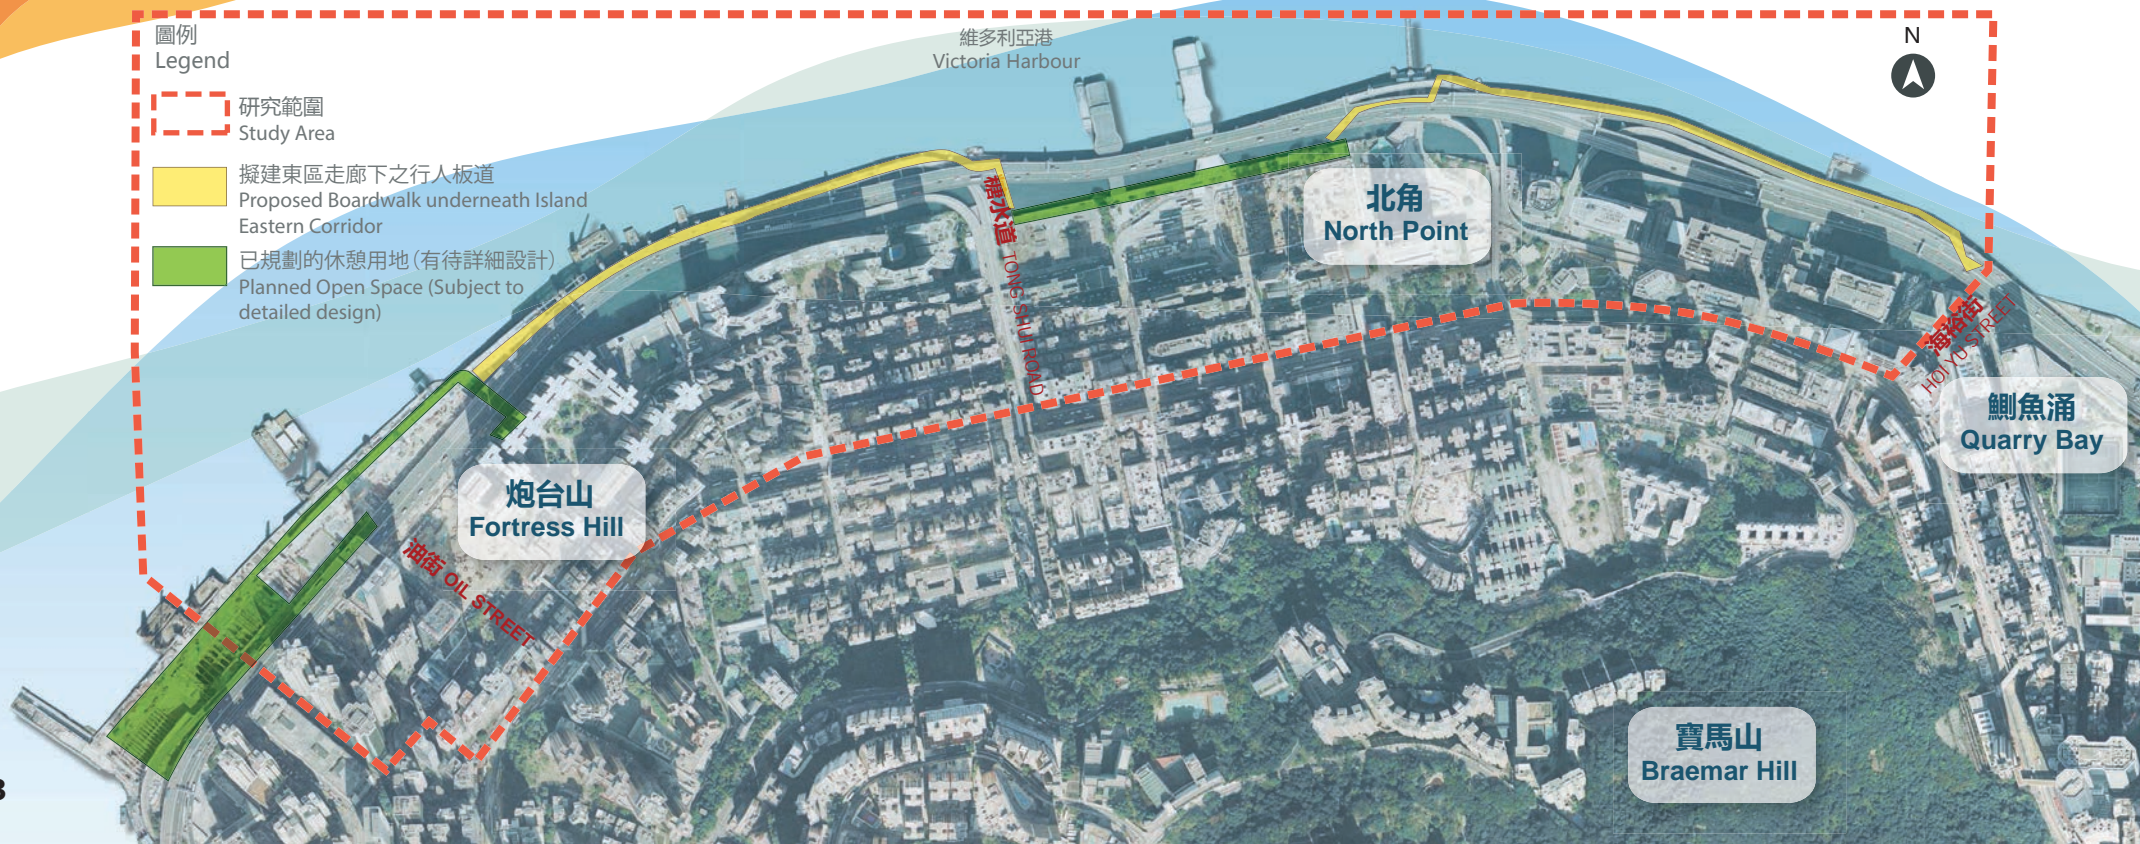 圖例
Legend
研究範圍
Study Area
擬建東區走廊下之行人板道
Proposed Boardwalk underneath Island
Eastern Corridor
已規劃的休憩用地(有待詳細設計)
Planned Open Space (Subject to
detailed design)
維多利亞港
Victoria Harbour
N
糖水道 TONG SHUI ROAD
北角
North Point
海裕街
HOI YU STREET
鰂魚涌
Quarry Bay
炮台山
Fortress Hill
油街 OIL STREET
寶馬山
Braemar Hill